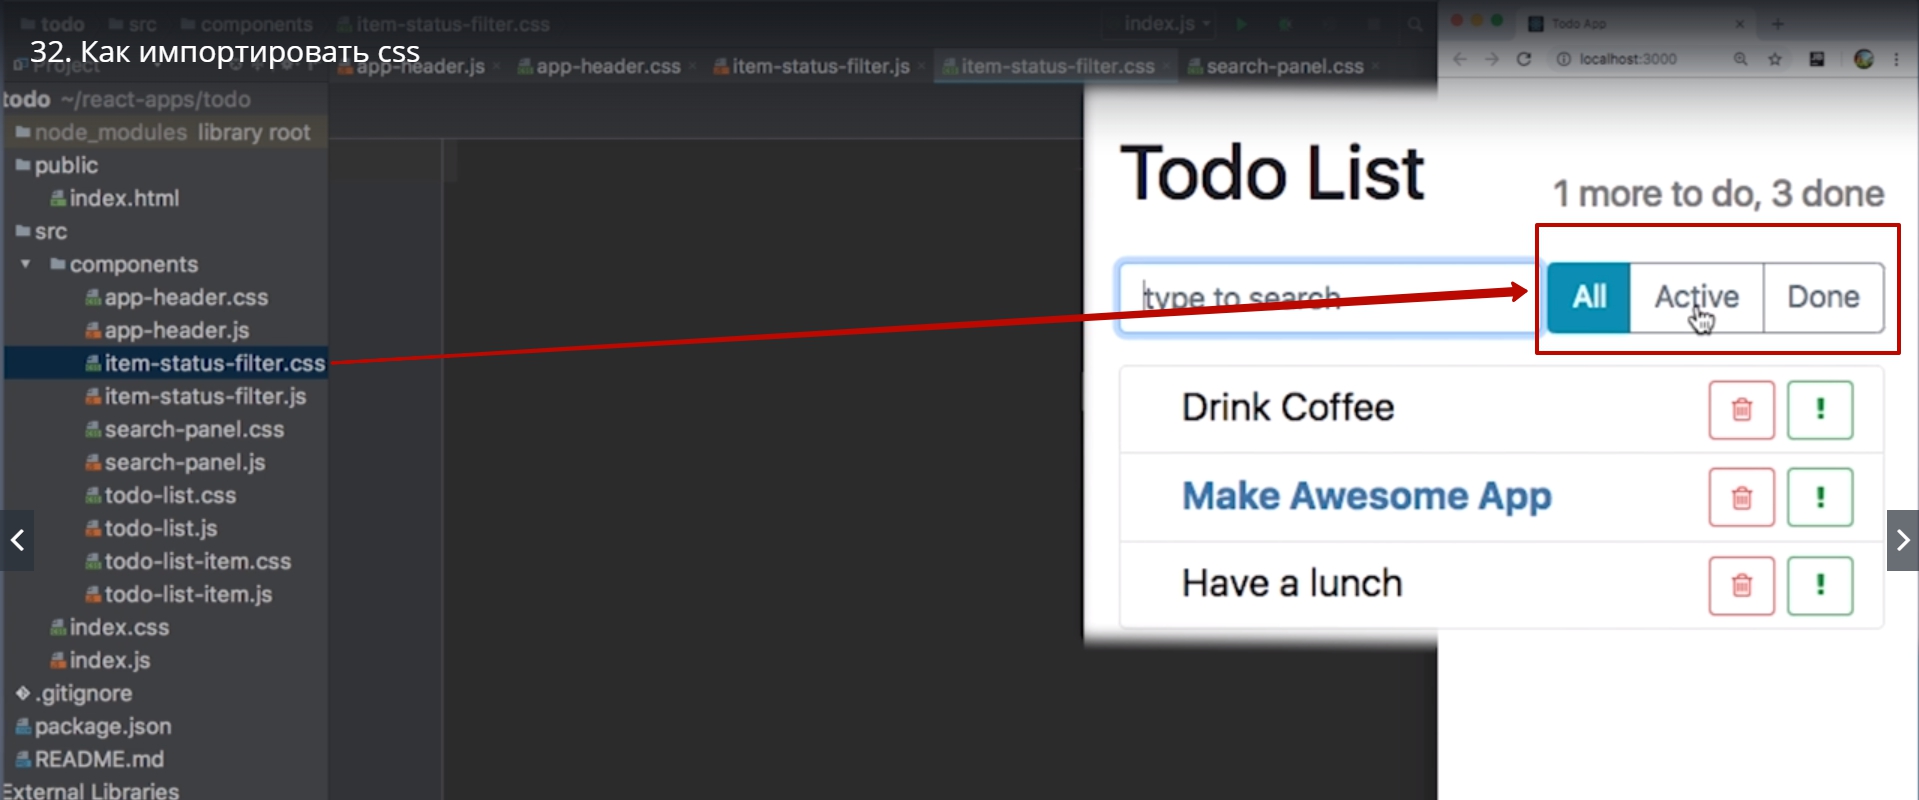 todo src components item-status-filter.css index.js
32. Как импортировать css
Project
app-header.js app-header.css item-status-filter.js item-status-filter.css search-panel.css
todo ~/react-apps/todo
node_modules library root
public
index.html
src
components
app-header.css
app-header.js
item-status-filter.css
item-status-filter.js
search-panel.css
search-panel.js
todo-list.css
todo-list.js
todo-list-item.css
todo-list-item.js
index.css
index.js
.gitignore
package.json
README.md
External Libraries
Todo App
localhost:3000
Todo List
1 more to do, 3 done
type to search
All Active Done
Drink Coffee
!
Make Awesome App
!
Have a lunch
!